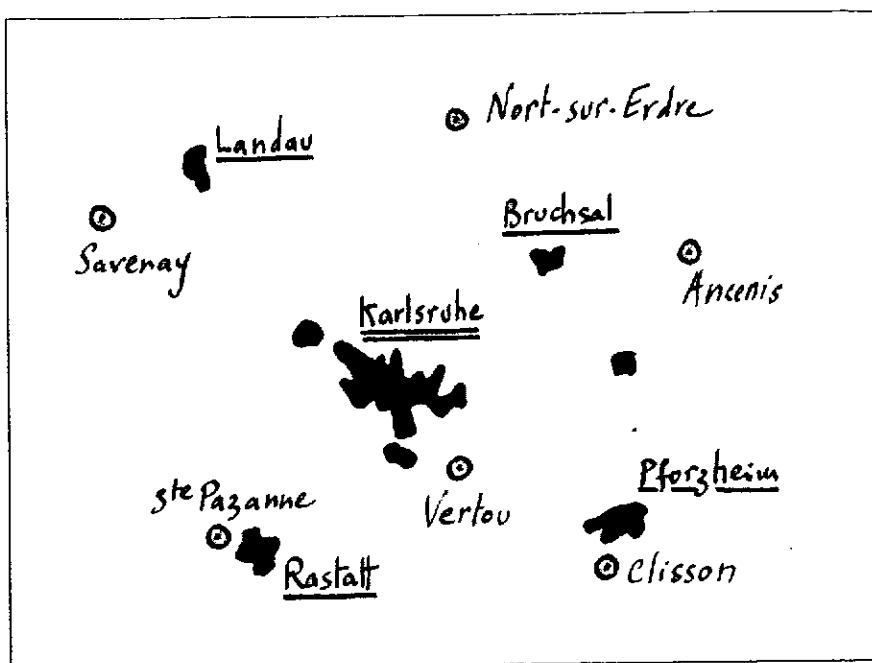 Nort-sur-Erdre
Landau
Bruchsal
Savenay
Ancenis
Karlsruhe
Pforzheim
Ste Pazanne
Vertou
Clisson
Rastatt